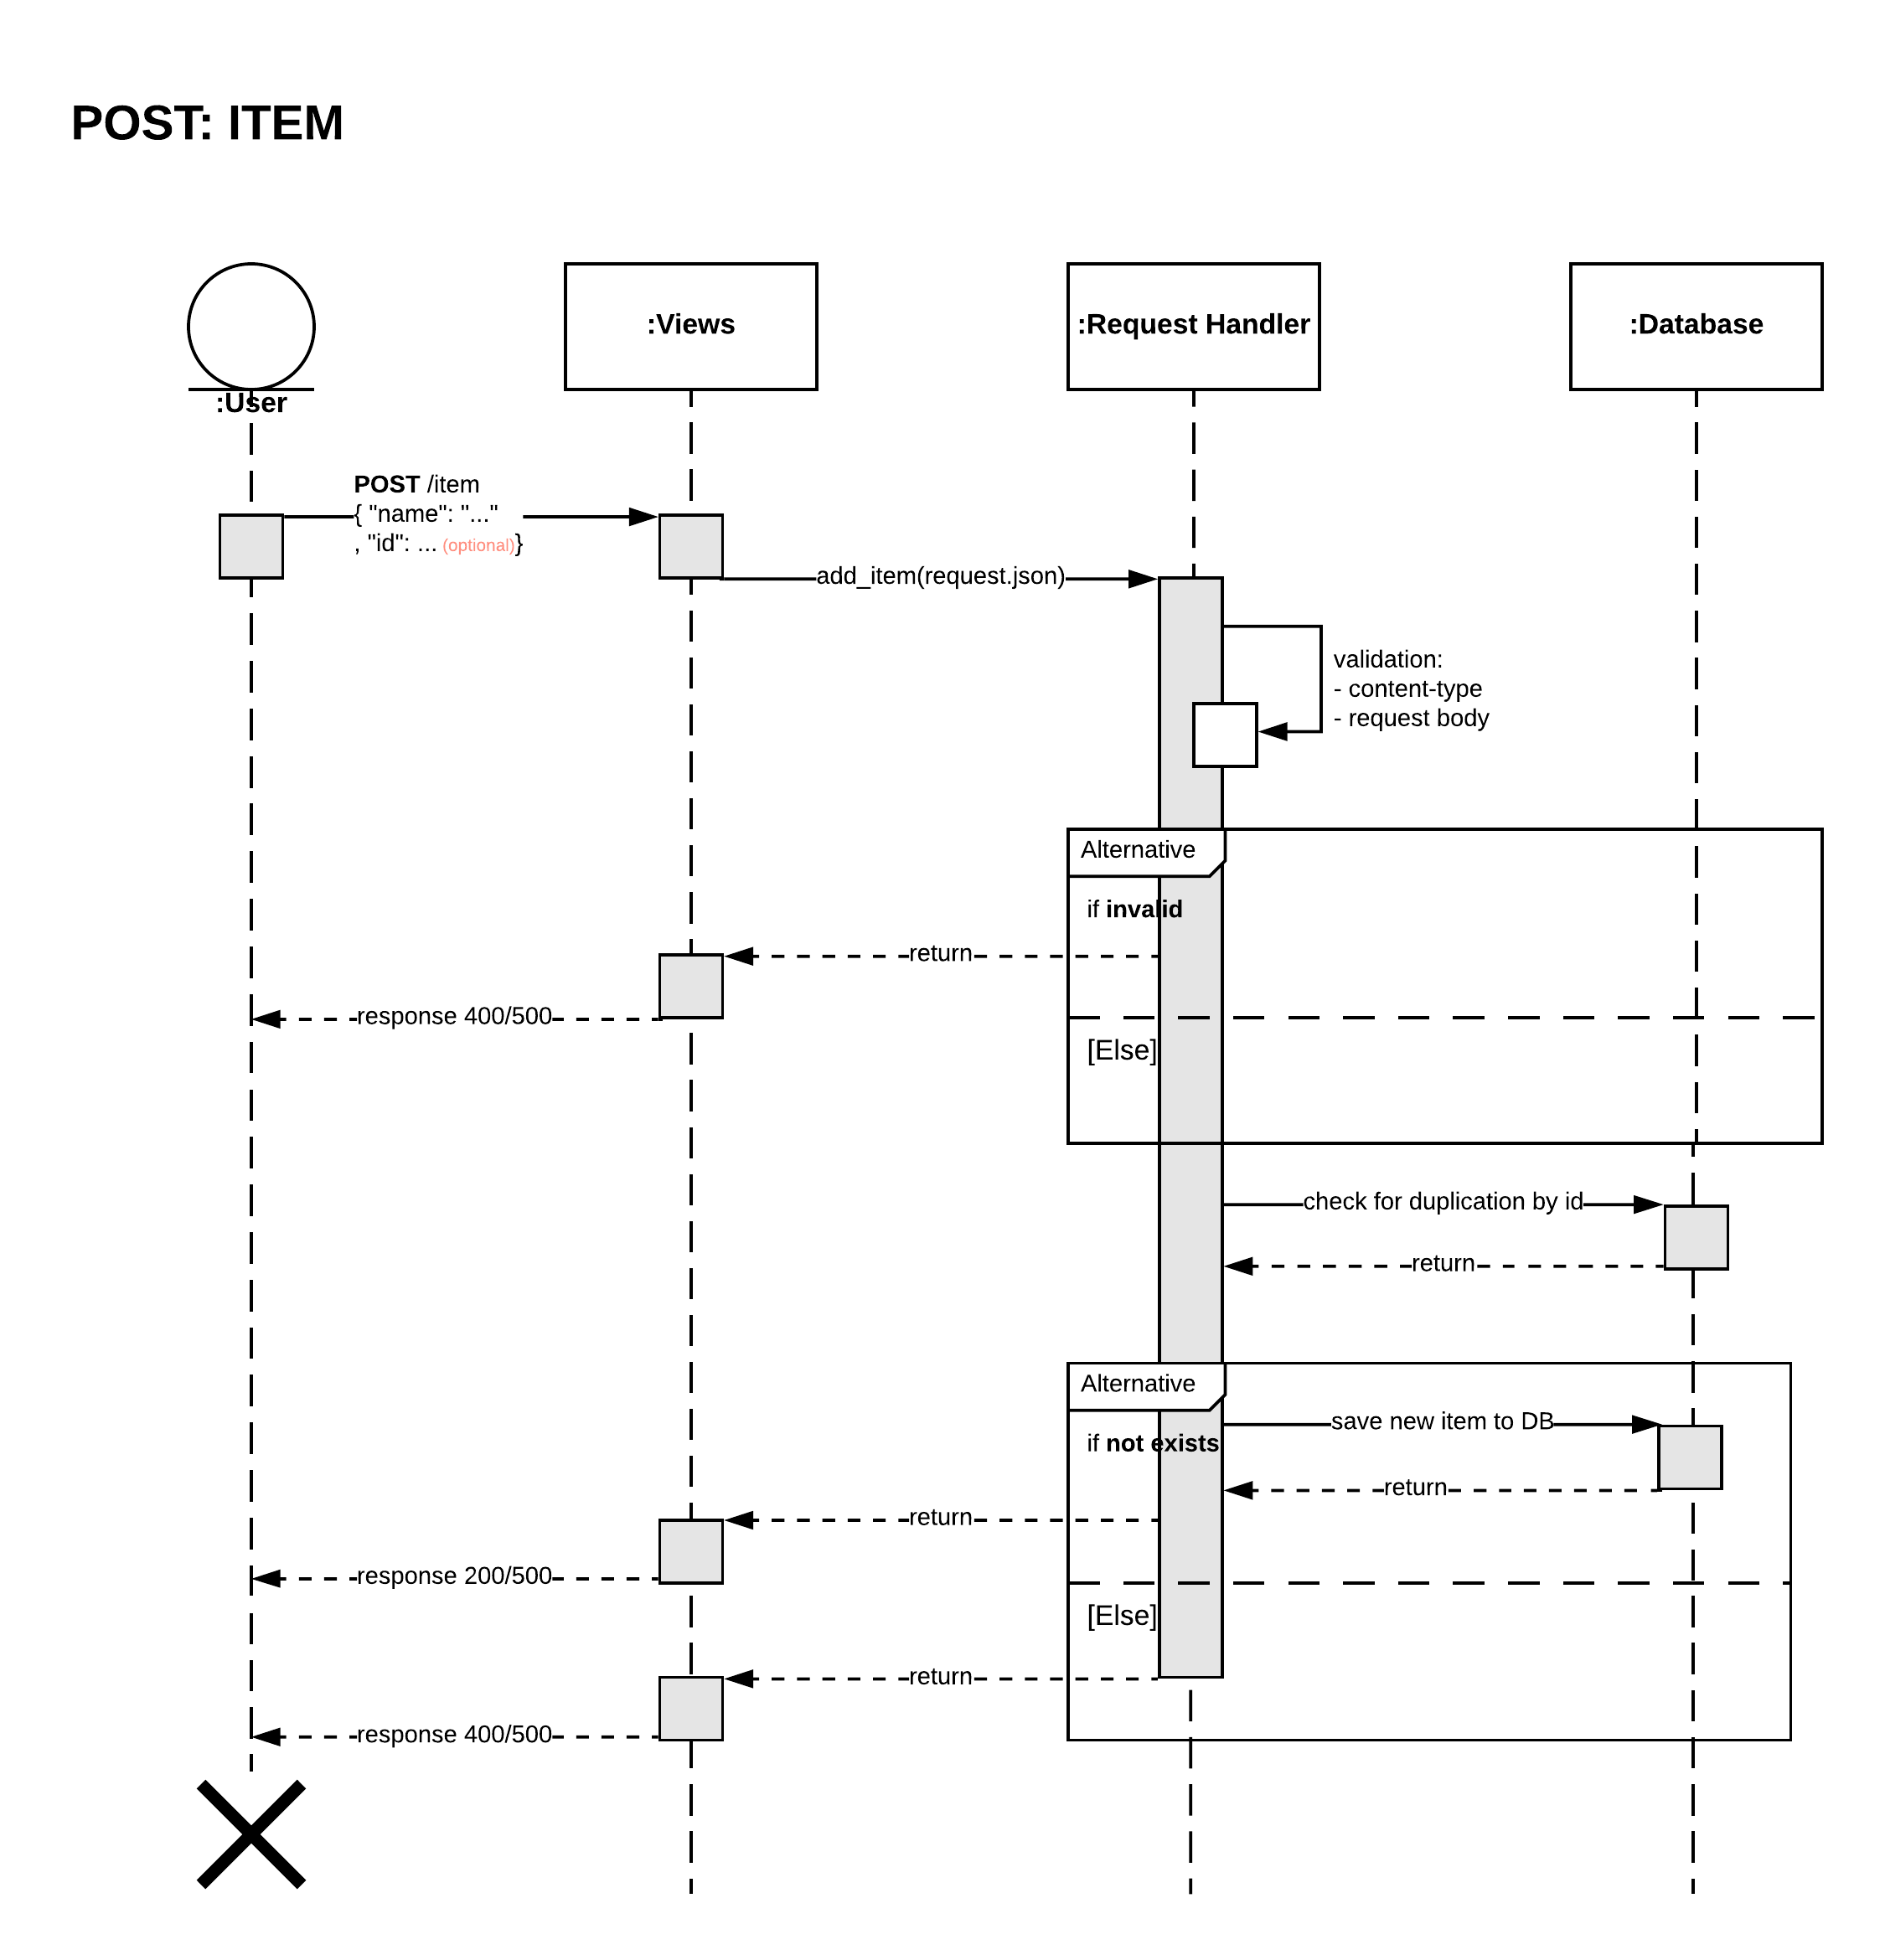 POST: ITEM
:User
:Views
:Request Handler
:Database
POST /item
{ "name": "..."
, "id": ... (optional)}
add_item(request.json)
validation:
- content-type
- request body
Alternative
if invalid
return
response 400/500
[Else]
check for duplication by id
return
Alternative
save new item to DB
if not exists
return
return
response 200/500
[Else]
return
response 400/500